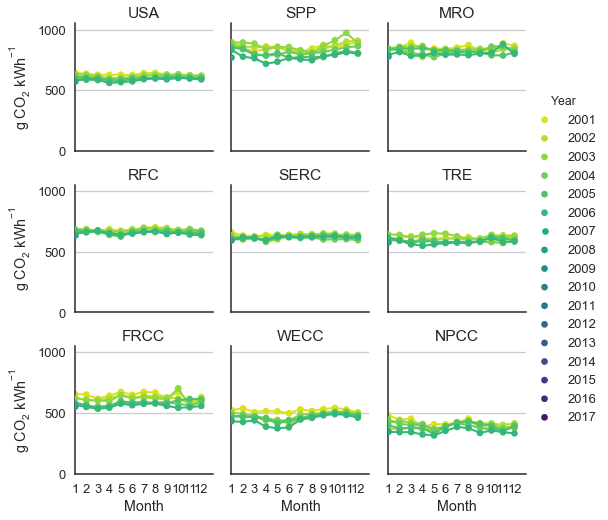 USA SPP MRO
1000
500
0
g CO₂ kWh⁻¹
RFC SERC TRE
1000
500
0
g CO₂ kWh⁻¹
FRCC WECC NPCC
1000
500
0
g CO₂ kWh⁻¹
1 2 3 4 5 6 7 8 9 10 11 12 1 2 3 4 5 6 7 8 9 10 11 12 1 2 3 4 5 6 7 8 9 10 11 12
Month Month Month
Year
2001
2002
2003
2004
2005
2006
2007
2008
2009
2010
2011
2012
2013
2014
2015
2016
2017